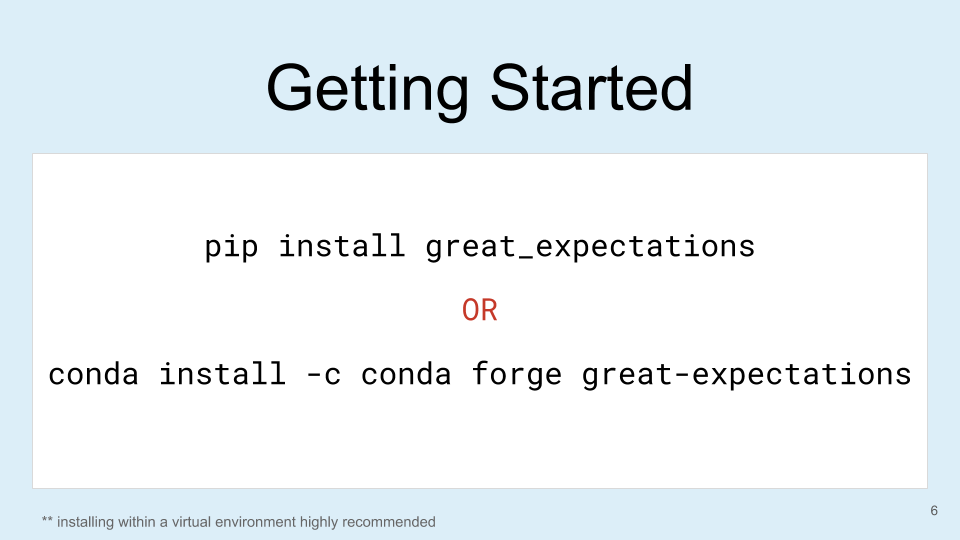 Getting Started
pip install great_expectations
OR
conda install -c conda forge great-expectations
** installing within a virtual environment highly recommended
6